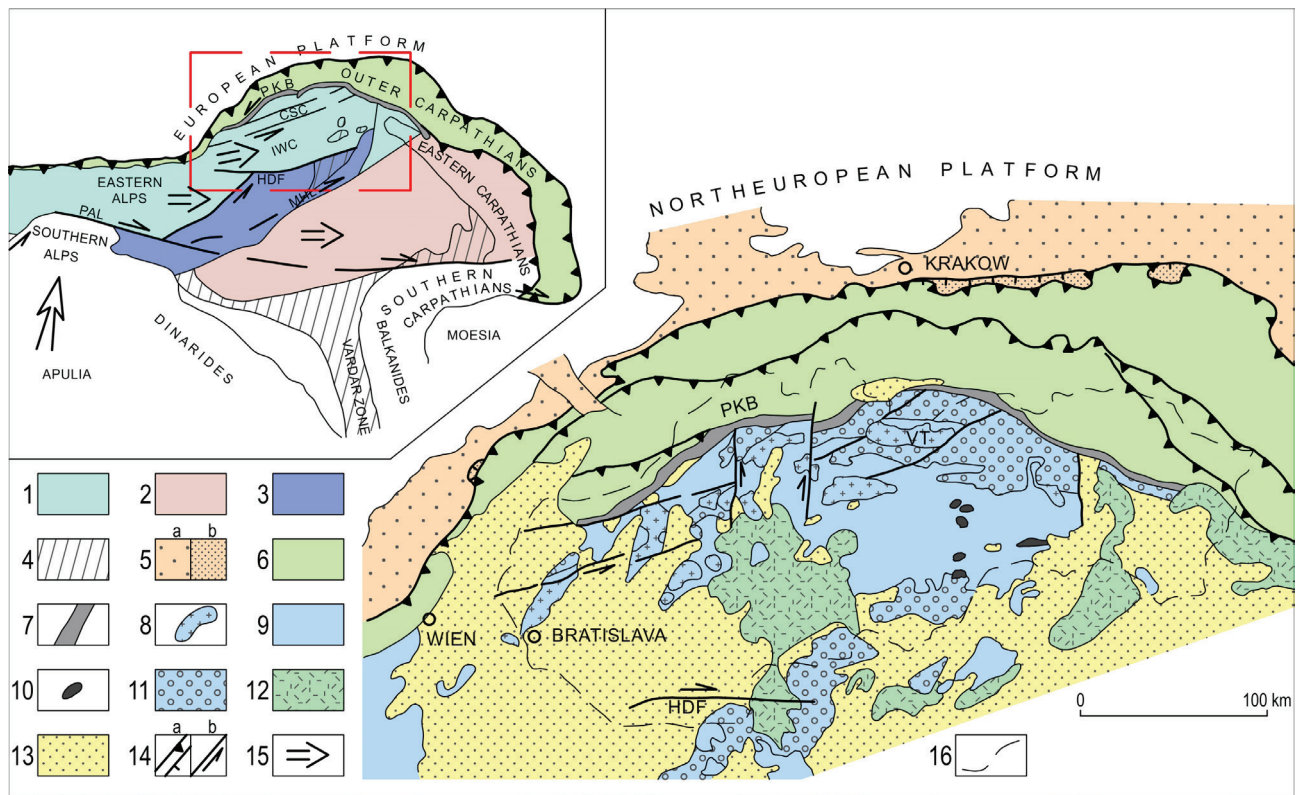 EUROPEAN PLATFORM
PKB
OUTER CARPATHIANS
CSC
IWC
HDF
MHL
EASTERN
ALPS
EASTERN CARPATHIANS
PAL
SOUTHERN
ALPS
SOUTHERN
CARPATHIANS
DINARIDES
MOESIA
APULIA
VARDAR ZONE
BALKANIDES
NORTHEUROPEAN PLATFORM
KRAKOW
PKB
VT
WIEN
BRATISLAVA
HDF
0 100 km
1 2 3
a b
4 5 6
7 8 9
10 11 12
a b
13 14 15 16